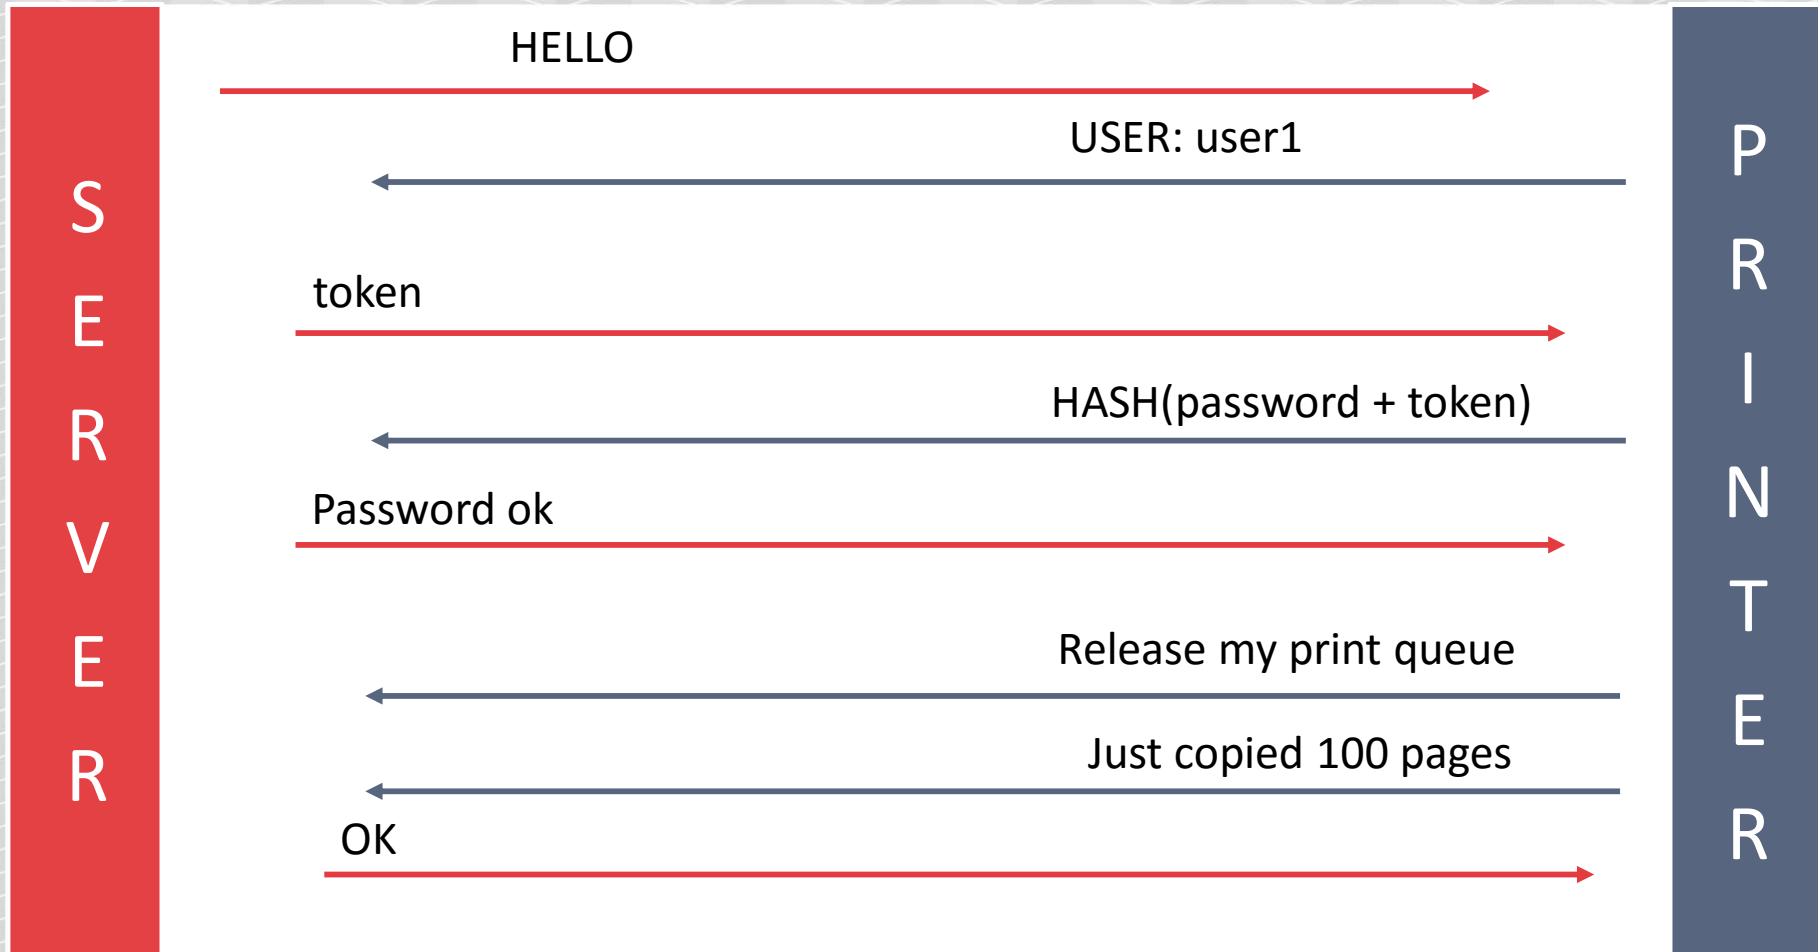 SERVER
HELLO
USER: user1
token
HASH(password + token)
Password ok
Release my print queue
Just copied 100 pages
OK
PRINTER